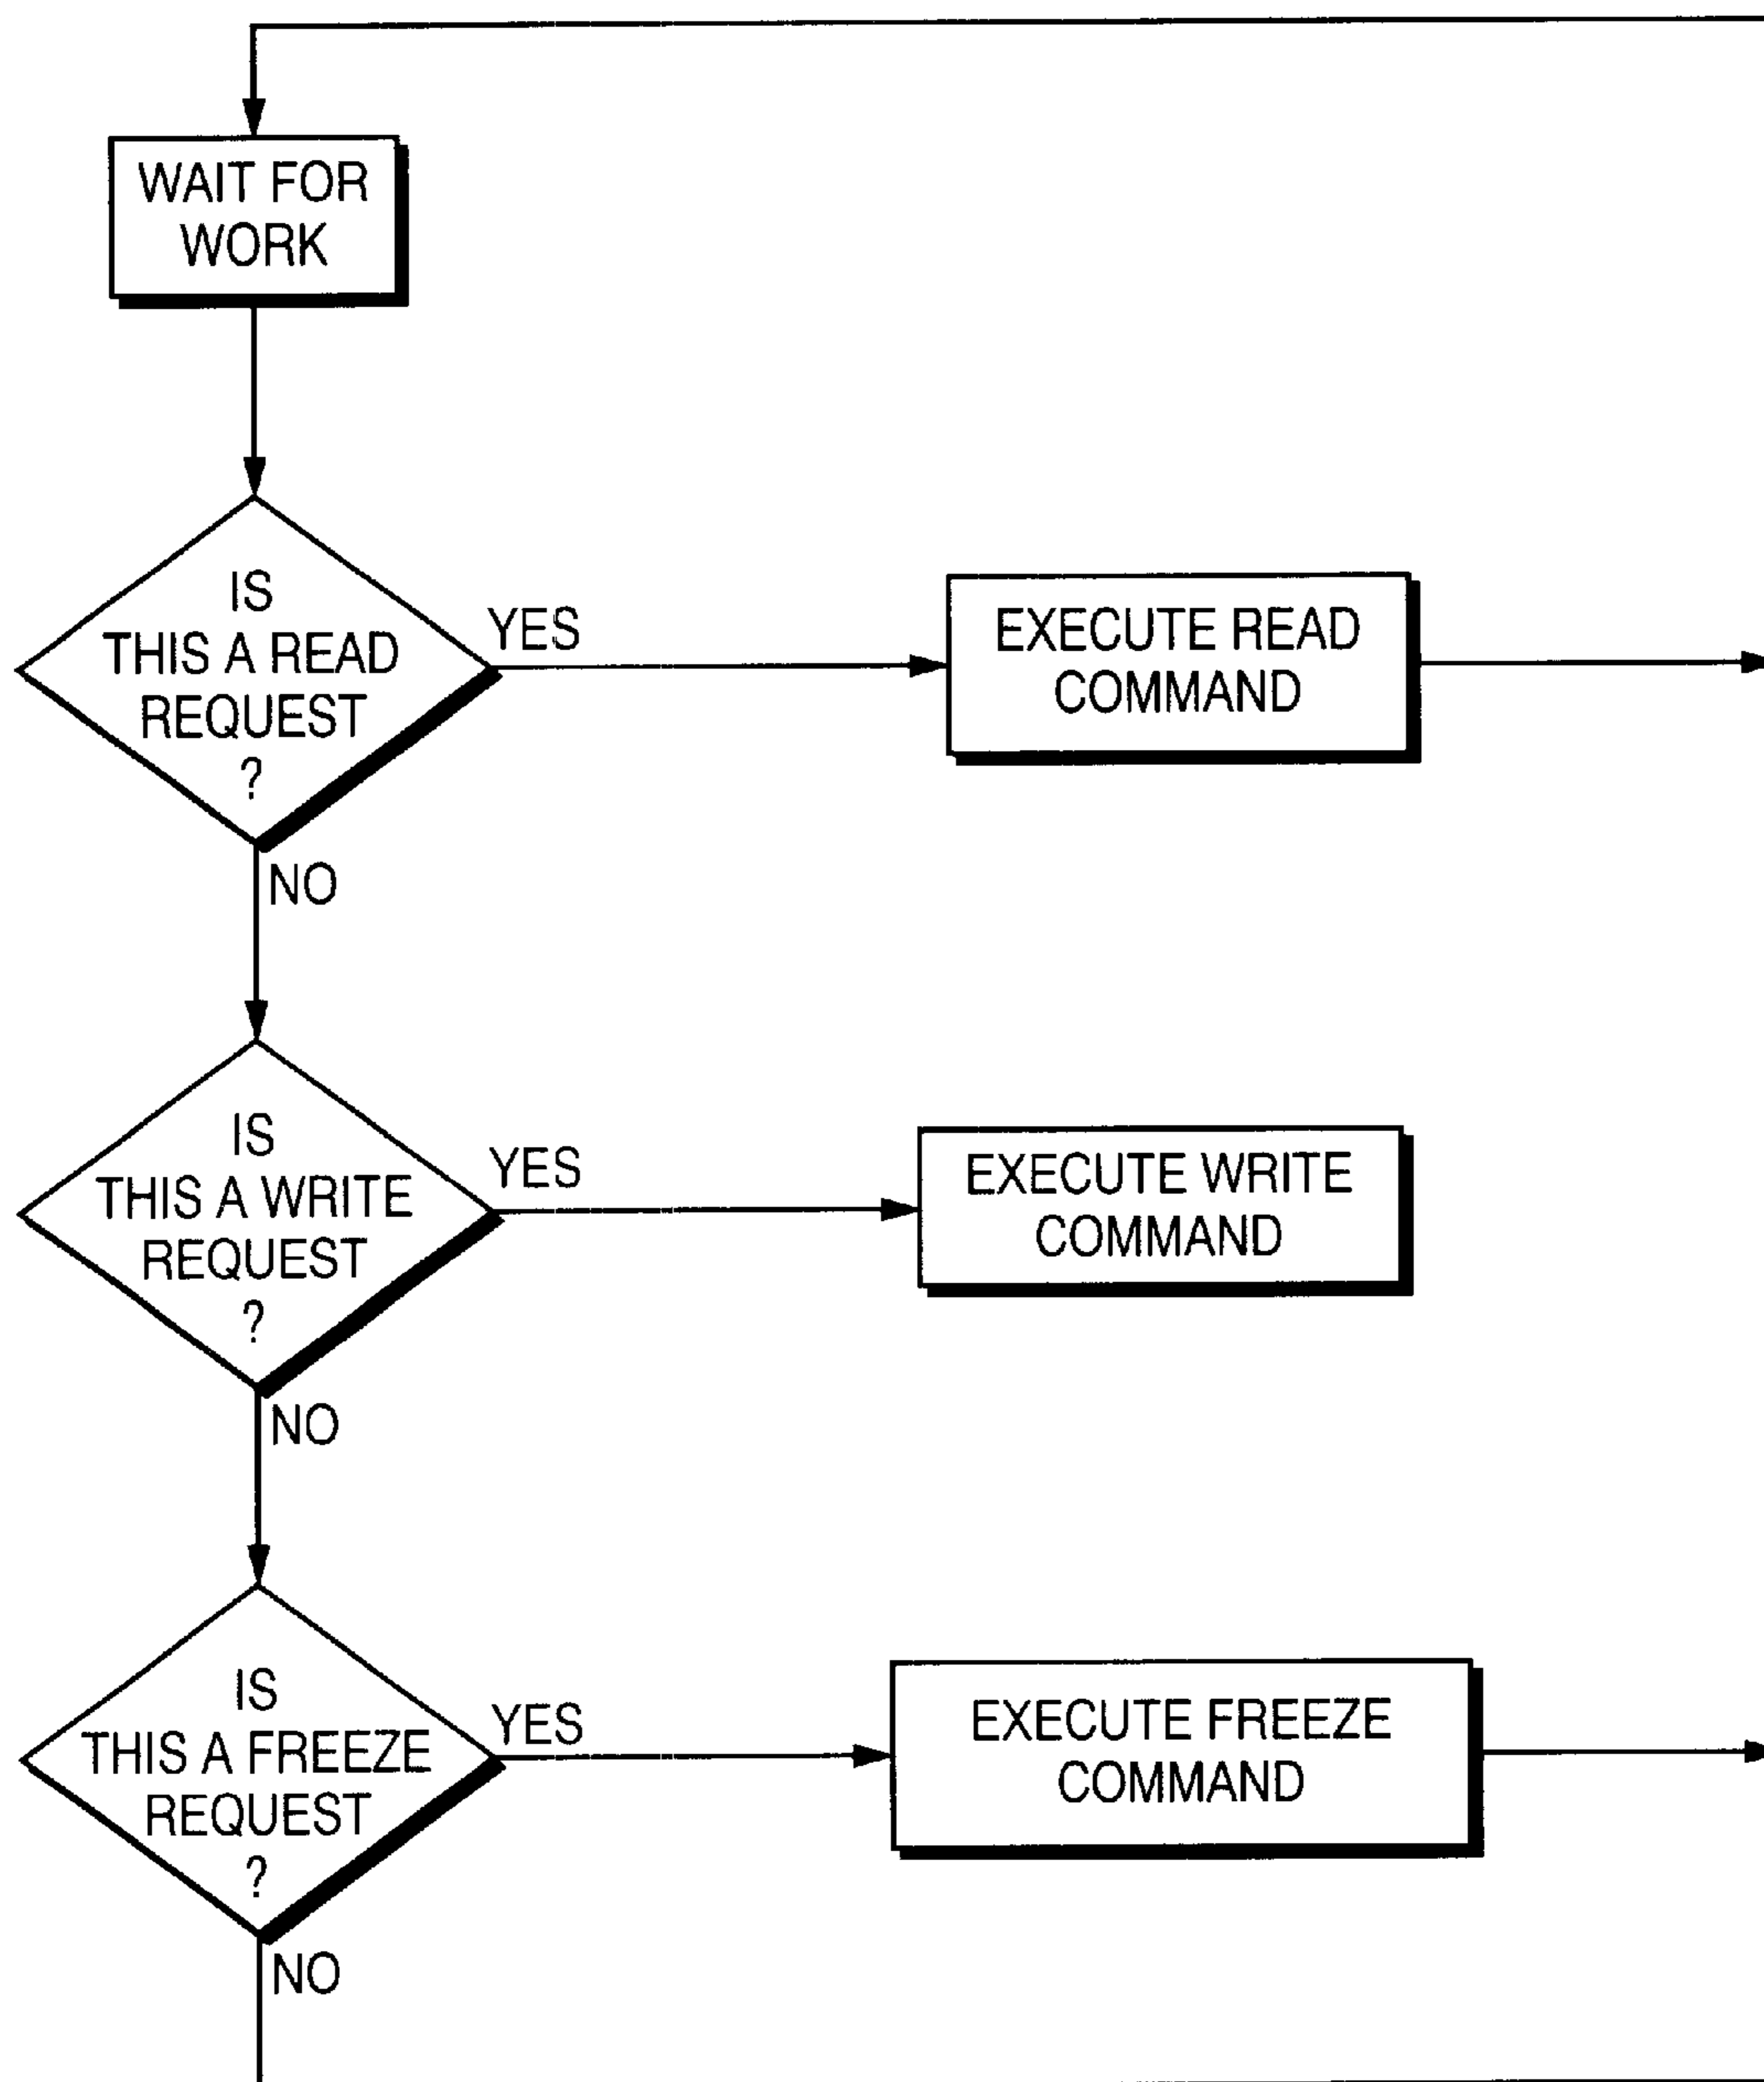 WAIT FOR
WORK
IS
THIS A READ
REQUEST
?
YES
EXECUTE READ
COMMAND
NO
IS
THIS A WRITE
REQUEST
?
YES
EXECUTE WRITE
COMMAND
NO
IS
THIS A FREEZE
REQUEST
?
YES
EXECUTE FREEZE
COMMAND
NO